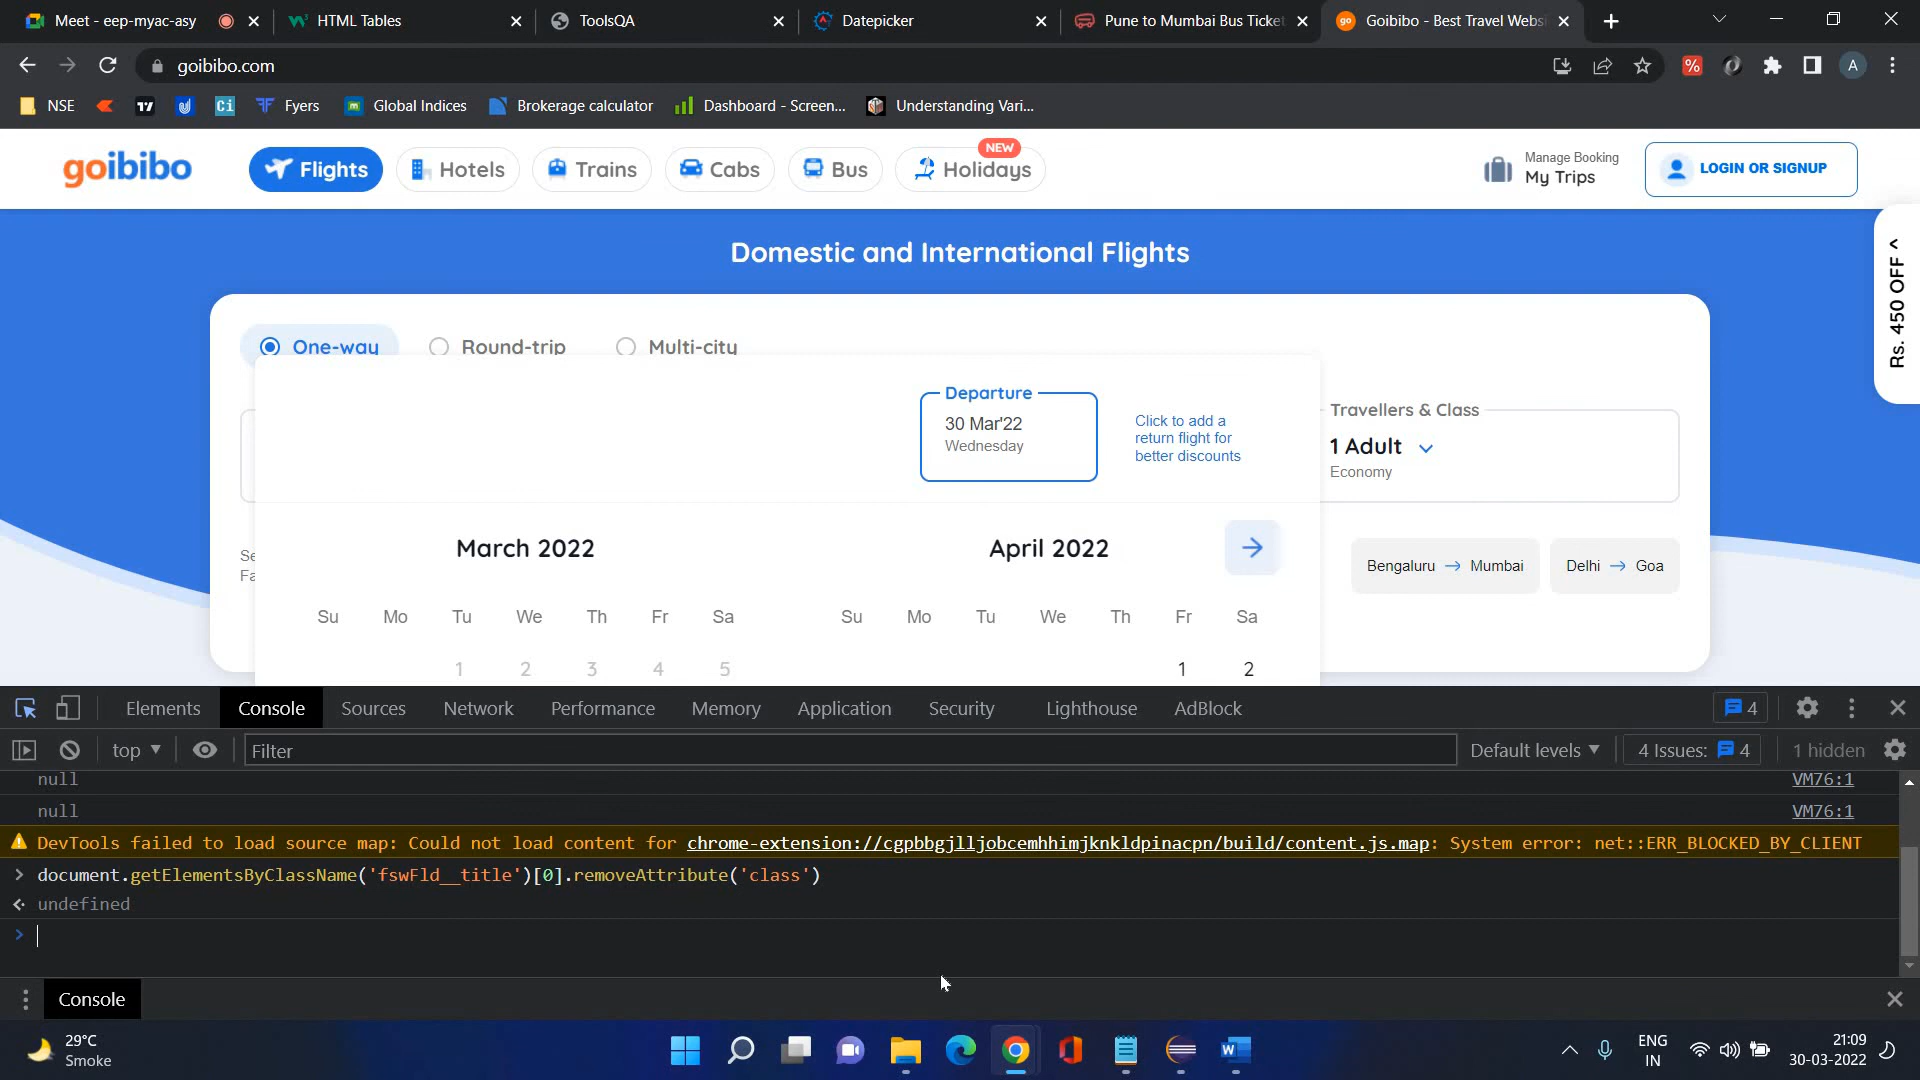 Meet - eep-myac-asy
HTML Tables
ToolsQA
Datepicker
Pune to Mumbai Bus Ticket
Goibibo - Best Travel Websi
goibibo.com
A
NSE
Ci
Fyers
Global Indices
Brokerage calculator
Dashboard - Screen...
Understanding Vari...
goibibo
Flights
Hotels
Trains
Cabs
Bus
NEW
Holidays
Manage Booking
My Trips
LOGIN OR SIGNUP
Rs. 450 OFF >
Domestic and International Flights
One-way
Round-trip
Multi-city
Departure
30 Mar'22
Wednesday
Click to add a
return flight for
better discounts
Travellers & Class
1 Adult
Economy
Se
Fa
March 2022
April 2022
Bengaluru → Mumbai
Delhi → Goa
Su Mo Tu We Th Fr Sa
Su Mo Tu We Th Fr Sa
1 2 3 4 5
1 2
Elements Console Sources Network Performance Memory Application Security Lighthouse AdBlock
4
top
Filter
Default levels
4 Issues: 4
1 hidden
null VM76:1
null VM76:1
DevTools failed to load source map: Could not load content for chrome-extension://cgpbbgjlljobcemhhimjknkldpinacpn/build/content.js.map: System error: net::ERR_BLOCKED_BY_CLIENT
> document.getElementsByClassName('fswFld__title')[0].removeAttribute('class')
undefined
>
Console
29°C
Smoke
ENG
IN
21:09
30-03-2022